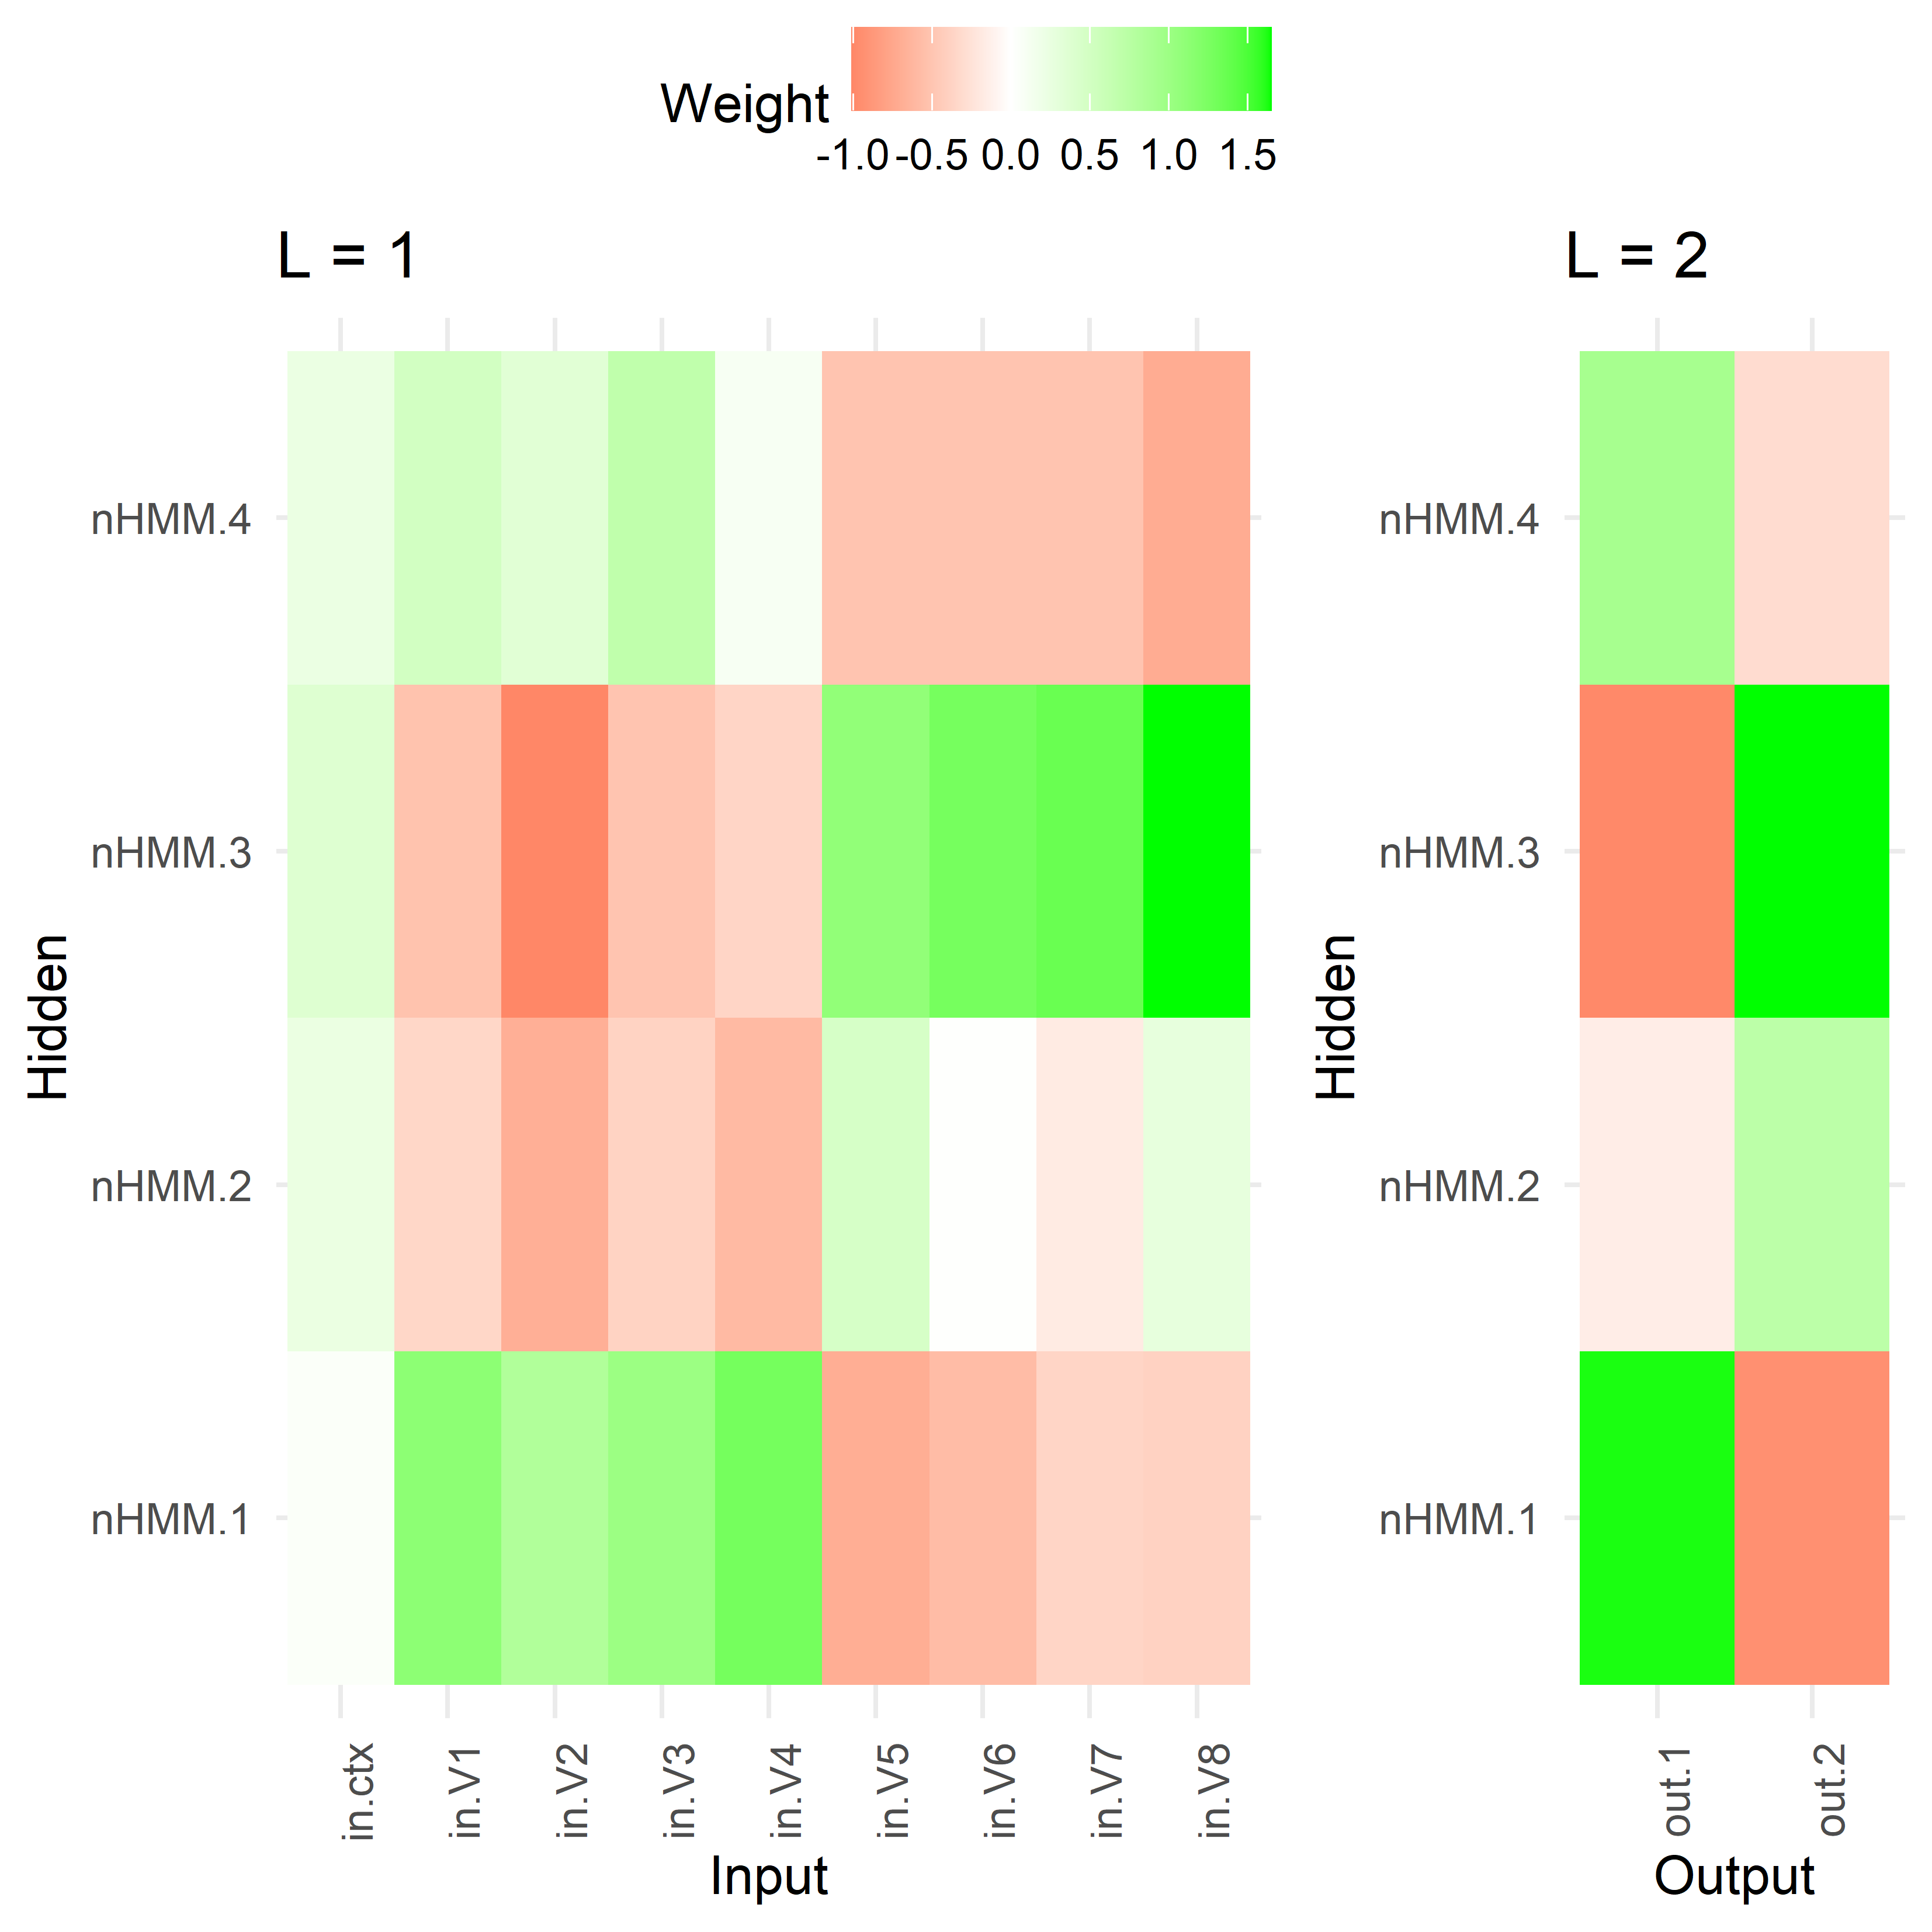 Weight
-1.0 -0.5 0.0 0.5 1.0 1.5
L = 1
nHMM.4
nHMM.3
nHMM.2
nHMM.1
Hidden
in.ctx
in.V1
in.V2
in.V3
in.V4
in.V5
in.V6
in.V7
in.V8
Input
L = 2
nHMM.4
nHMM.3
nHMM.2
nHMM.1
Hidden
out.1
out.2
Output